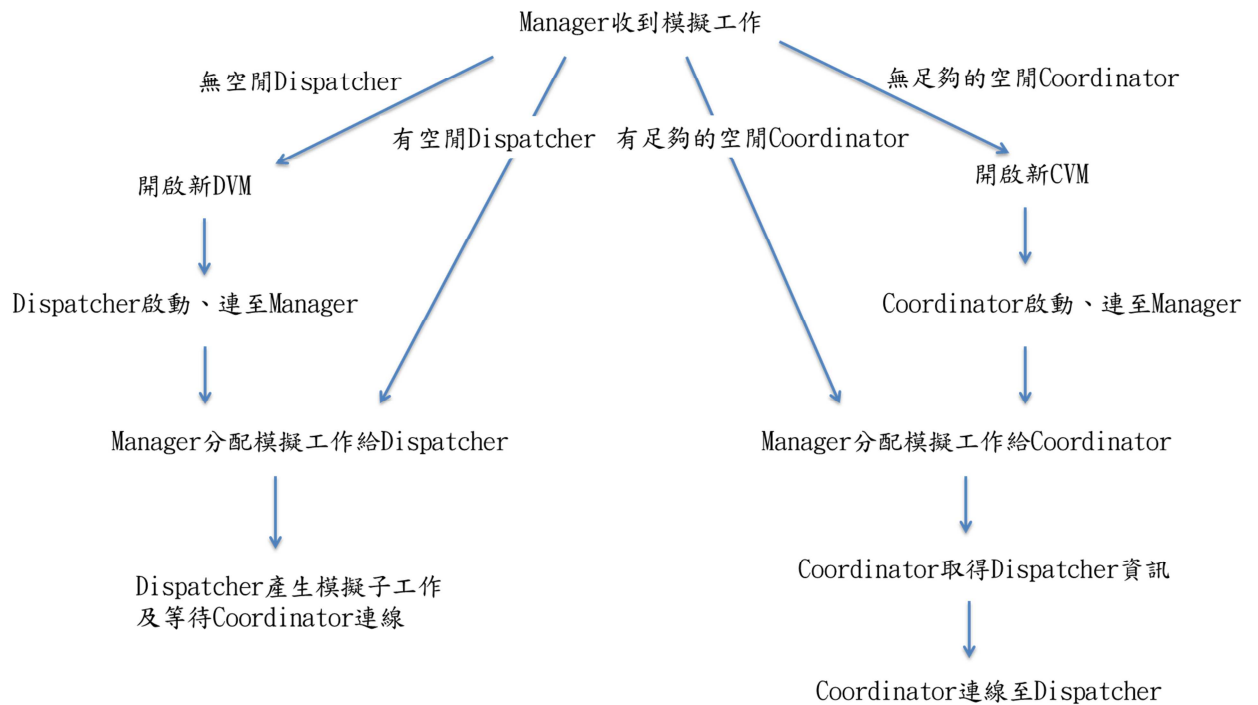 Manager收到模擬工作
無空閒Dispatcher
無足夠的空閒Coordinator
有空閒Dispatcher
有足夠的空閒Coordinator
開啟新DVM
開啟新CVM
Dispatcher啟動、連至Manager
Coordinator啟動、連至Manager
Manager分配模擬工作給Dispatcher
Manager分配模擬工作給Coordinator
Dispatcher產生模擬子工作
及等待Coordinator連線
Coordinator取得Dispatcher資訊
Coordinator連線至Dispatcher